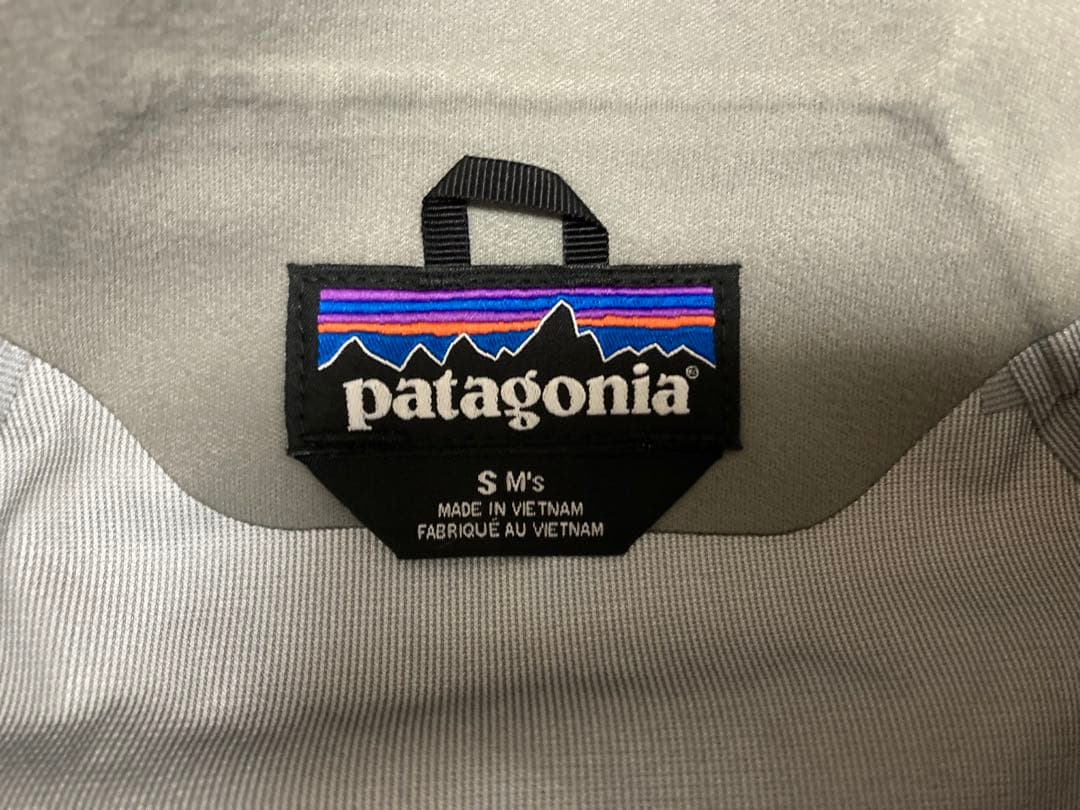 patagonia®
S M's
MADE IN VIETNAM
FABRIQUÉ AU VIETNAM